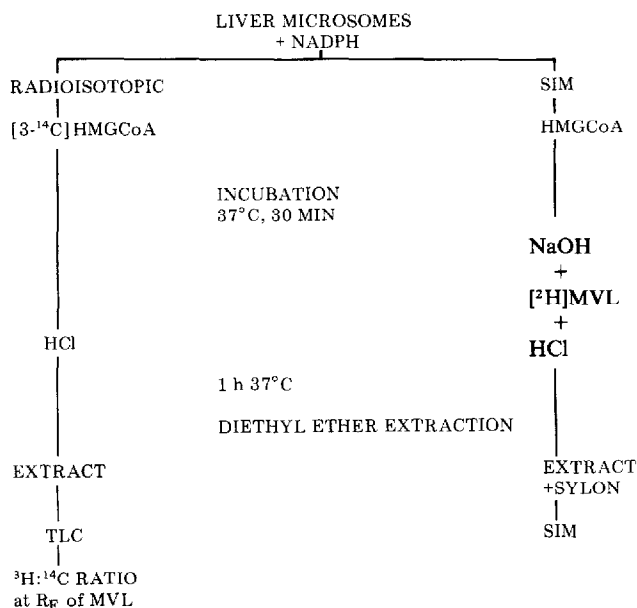 LIVER MICROSOMES
+ NADPH
RADIOISOTOPIC
SIM
[3-¹⁴C] HMGCoA
HMGCoA
INCUBATION
37°C, 30 MIN
NaOH
+
[²H]MVL
+
HCl
HCl
1 h 37°C
DIETHYL ETHER EXTRACTION
EXTRACT
EXTRACT
+SYLON
TLC
SIM
³H:¹⁴C RATIO
at R_F of MVL